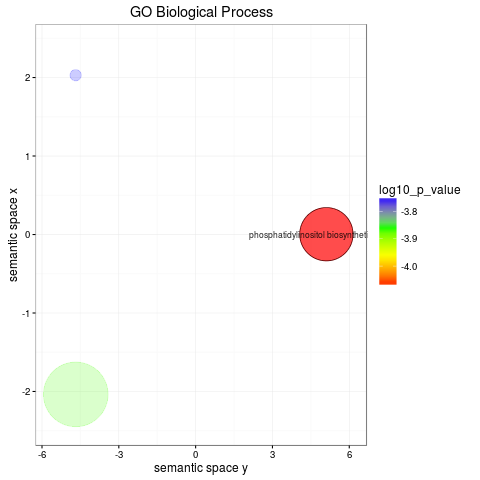 GO Biological Process
semantic space x
2
1
0
-1
-2
phosphatidylinositol biosyntheti
-6
-3
0
3
6
semantic space y
log10_p_value
-3.8
-3.9
-4.0